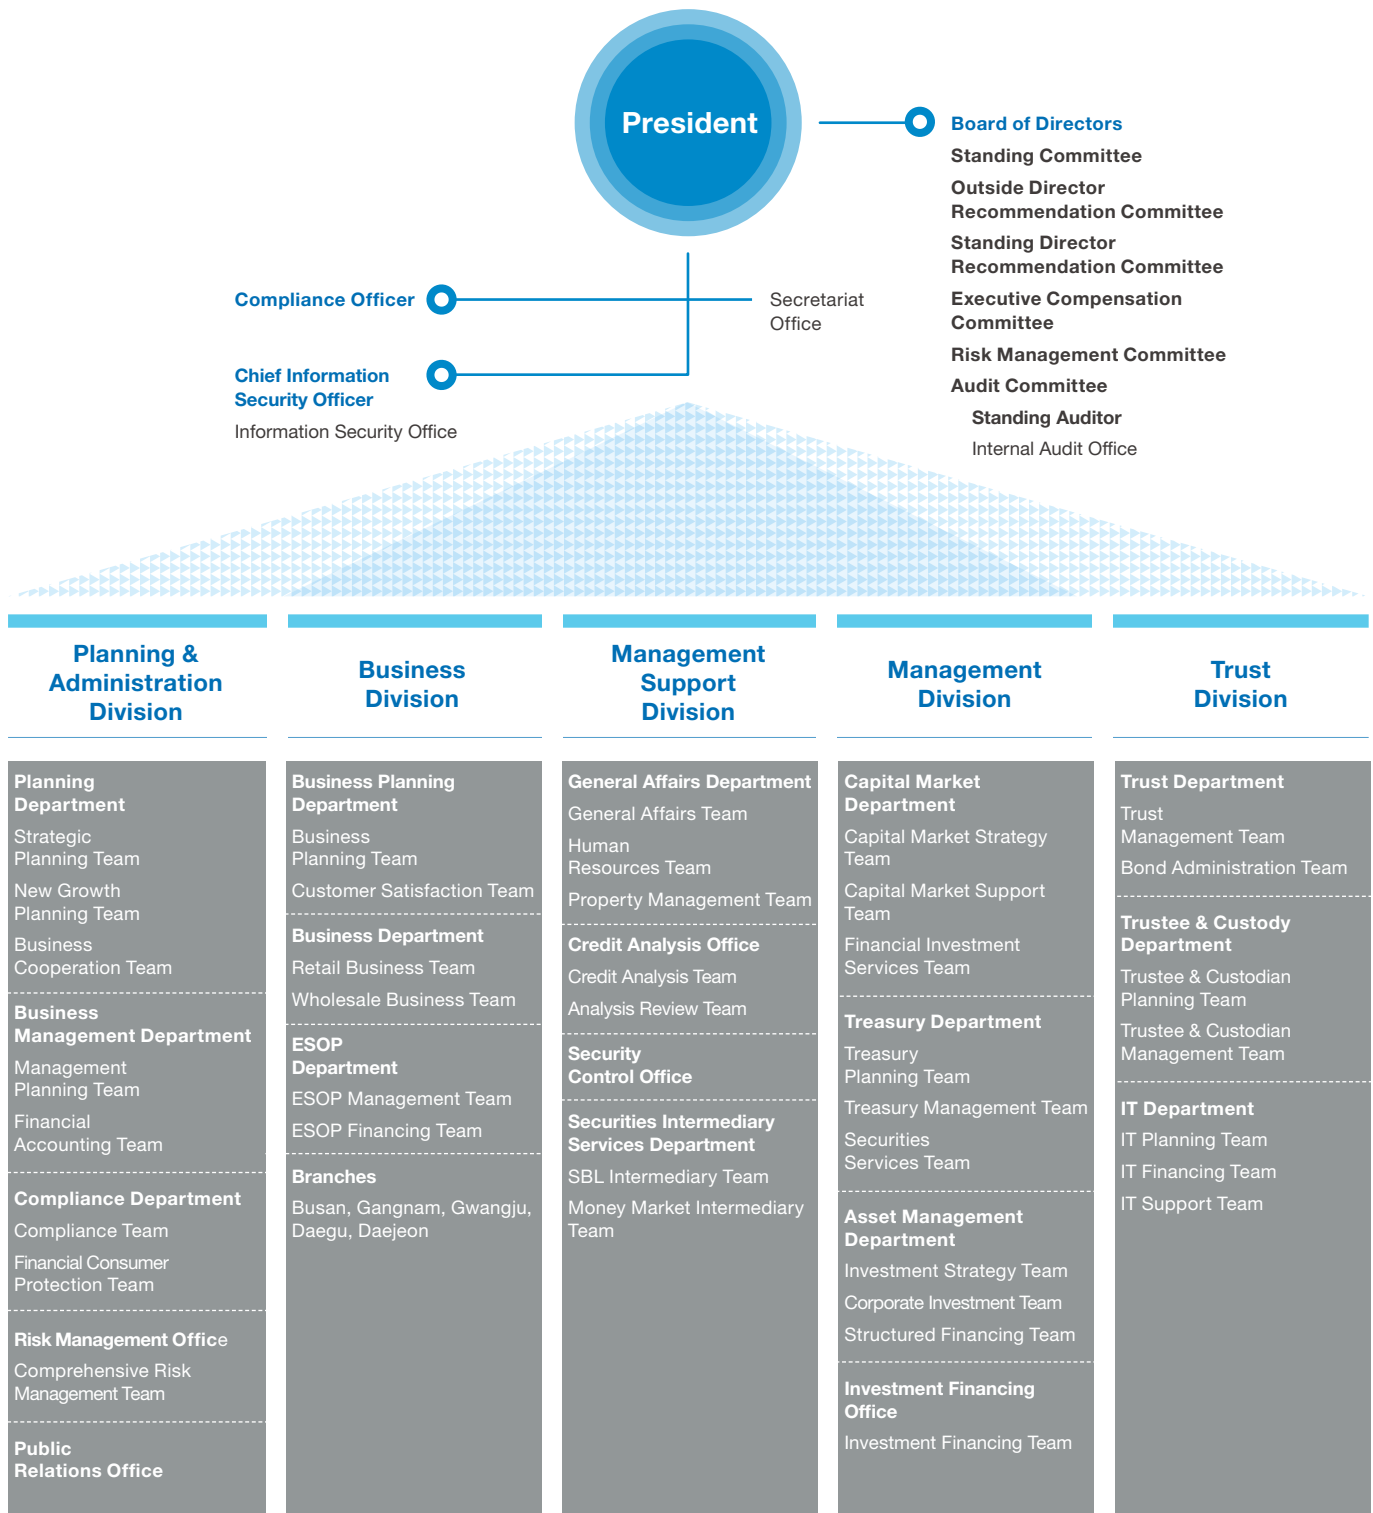 President
Board of Directors
Standing Committee
Outside Director
Recommendation Committee
Standing Director
Recommendation Committee
Executive Compensation
Committee
Risk Management Committee
Audit Committee
Standing Auditor
Internal Audit Office
Compliance Officer
Secretariat
Office
Chief Information
Security Officer
Information Security Office
Planning &
Administration
Division
Planning
Department
Strategic
Planning Team
New Growth
Planning Team
Business
Cooperation Team
Business
Management Department
Management
Planning Team
Financial
Accounting Team
Compliance Department
Compliance Team
Financial Consumer
Protection Team
Risk Management Office
Comprehensive Risk
Management Team
Public
Relations Office
Business
Division
Business Planning
Department
Business
Planning Team
Customer Satisfaction Team
Business Department
Retail Business Team
Wholesale Business Team
ESOP
Department
ESOP Management Team
ESOP Financing Team
Branches
Busan, Gangnam, Gwangju,
Daegu, Daejeon
Management
Support
Division
General Affairs Department
General Affairs Team
Human
Resources Team
Property Management Team
Credit Analysis Office
Credit Analysis Team
Analysis Review Team
Security
Control Office
Securities Intermediary
Services Department
SBL Intermediary Team
Money Market Intermediary
Team
Management
Division
Capital Market
Department
Capital Market Strategy
Team
Capital Market Support
Team
Financial Investment
Services Team
Treasury Department
Treasury
Planning Team
Treasury Management Team
Securities
Services Team
Asset Management
Department
Investment Strategy Team
Corporate Investment Team
Structured Financing Team
Investment Financing
Office
Investment Financing Team
Trust
Division
Trust Department
Trust
Management Team
Bond Administration Team
Trustee & Custody
Department
Trustee & Custodian
Planning Team
Trustee & Custodian
Management Team
IT Department
IT Planning Team
IT Financing Team
IT Support Team